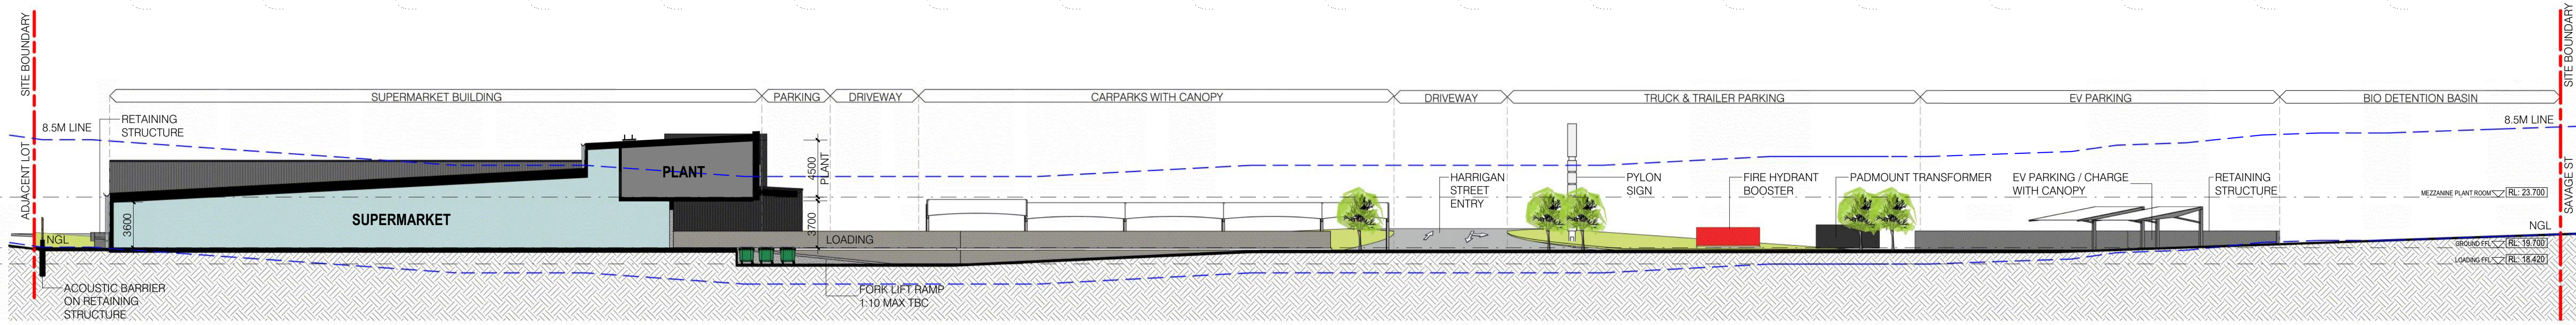 SITE BOUNDARY
ADJACENT LOT
8.5M LINE
RETAINING
STRUCTURE
SUPERMARKET BUILDING
PARKING
DRIVEWAY
CARPARKS WITH CANOPY
DRIVEWAY
TRUCK & TRAILER PARKING
EV PARKING
BIO DETENTION BASIN
SITE BOUNDARY
SAVAGE ST
8.5M LINE
PLANT
4500
PLANT
SUPERMARKET
3600
3700
LOADING
NGL
HARRIGAN
STREET
ENTRY
PYLON
SIGN
FIRE HYDRANT
BOOSTER
PADMOUNT TRANSFORMER
EV PARKING / CHARGE
WITH CANOPY
RETAINING
STRUCTURE
MEZZANINE PLANT ROOM RL: 23.700
NGL
GROUND FFL RL: 19.700
LOADING FFL RL: 18.420
ACOUSTIC BARRIER
ON RETAINING
STRUCTURE
FORK LIFT RAMP
1:10 MAX TBC